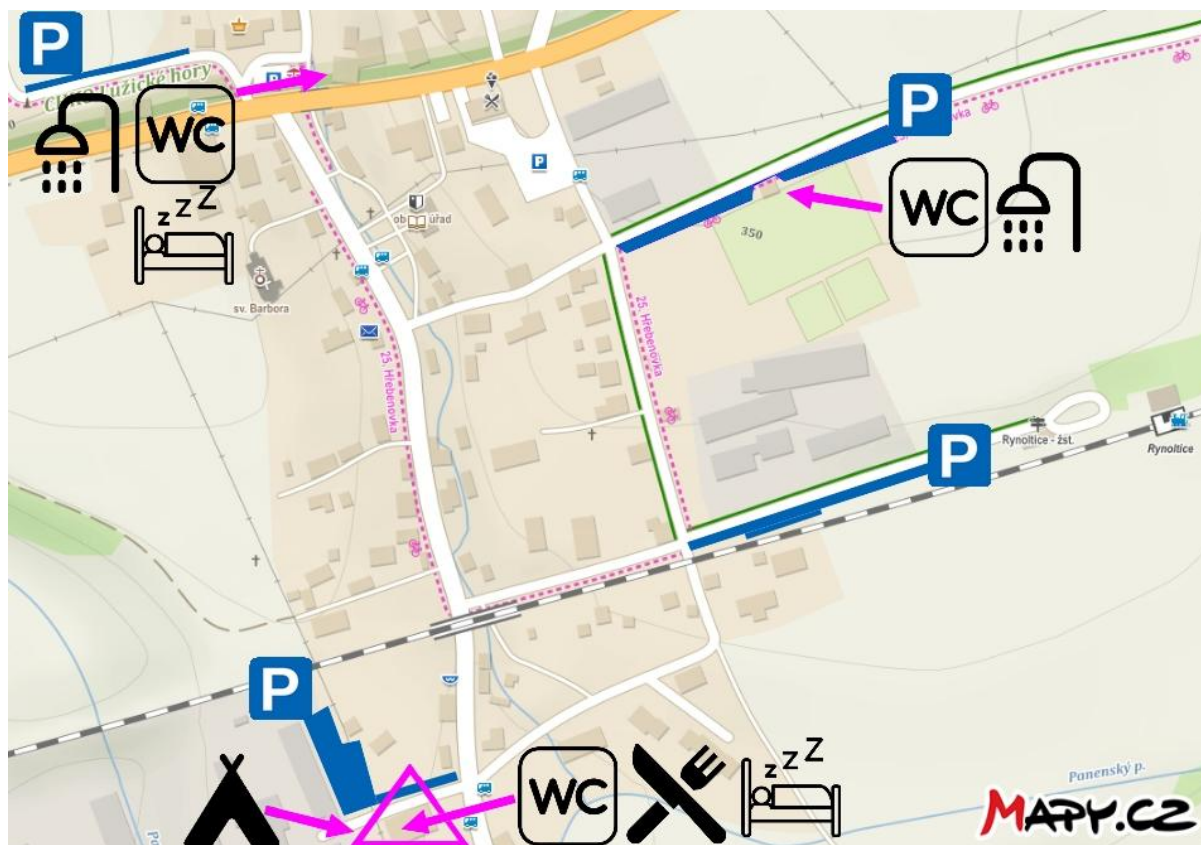 P
CHKO Lužické hory
P
WC
z z Z
P
P
ob úřad
WC
350
sv. Barbora
25. Hřebenovka
25. Hřebenovka
P
Rynoltice - žst.
Rynoltice
P
WC
z z Z
Panenský p.
MAPY.CZ